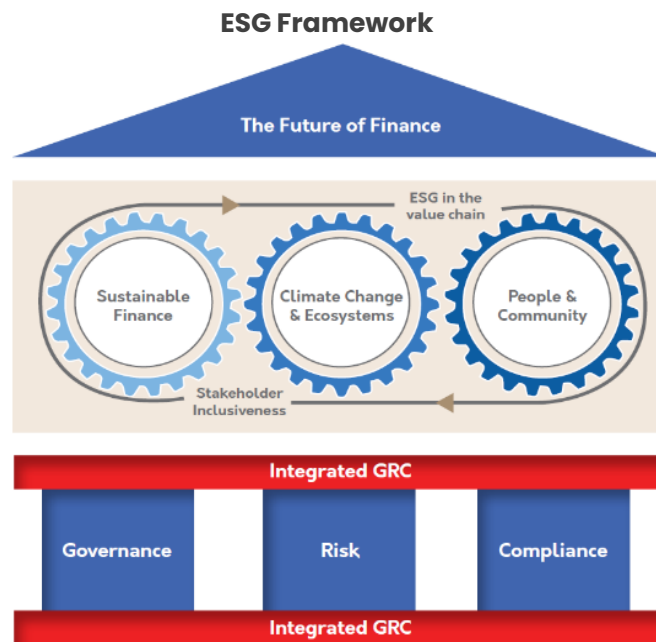 ESG Framework
The Future of Finance
ESG in the
value chain
Sustainable
Finance
Climate Change
& Ecosystems
People &
Community
Stakeholder
Inclusiveness
Integrated GRC
Governance
Risk
Compliance
Integrated GRC